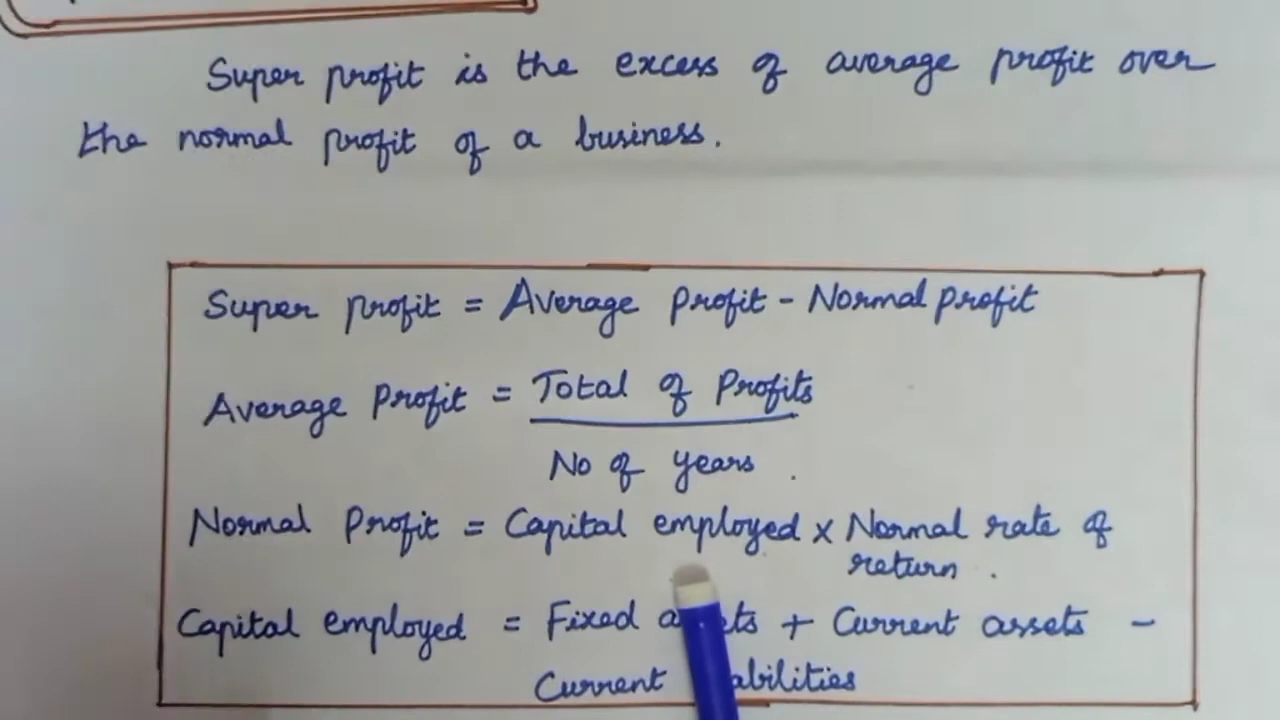 Super profit is the excess of average profit over
the normal profit of a business.
Super profit = Average Profit - Normal profit
Average Profit = Total of Profits
No of years.
Normal Profit = Capital employed x Normal rate of
return.
Capital employed = Fixed + Current assets -
Current